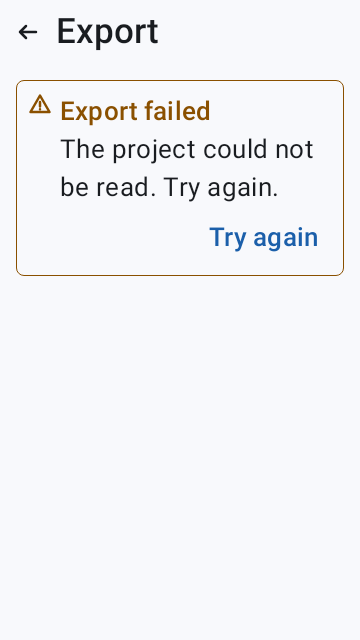 Export
Export failed
The project could not
be read. Try again.
Try again